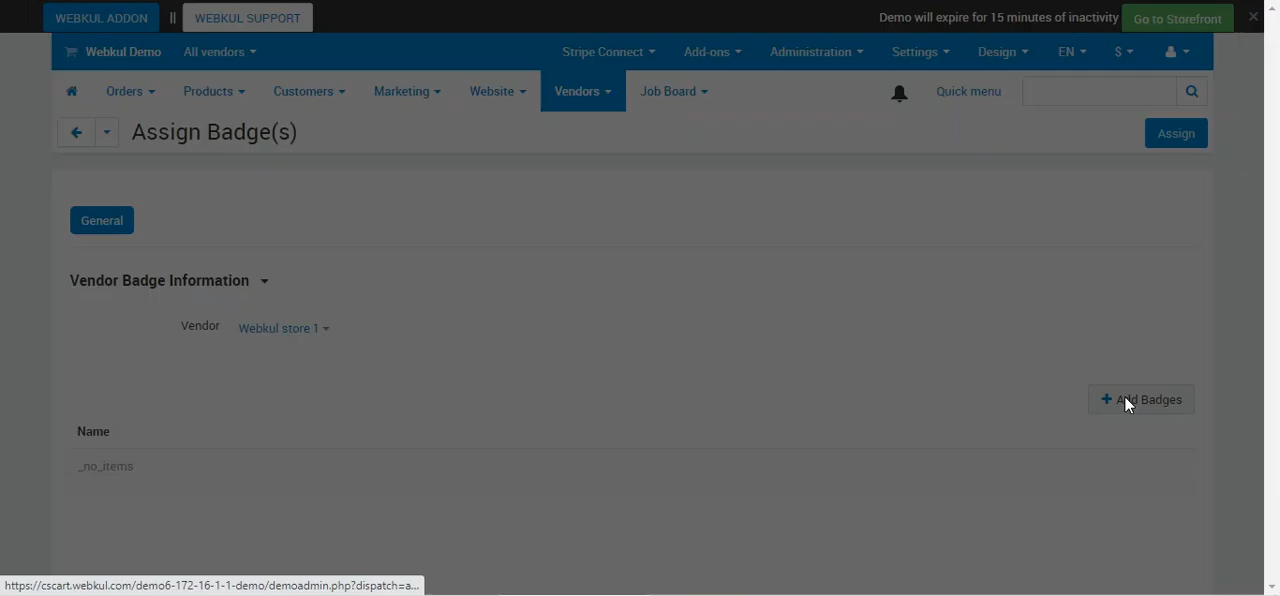 WEBKUL ADDON || WEBKUL SUPPORT Demo will expire for 15 minutes of inactivity Go to Storefront ×
Webkul Demo All vendors Stripe Connect Add-ons Administration Settings Design EN $
Orders Products Customers Marketing Website Vendors Job Board Quick menu
Assign Badge(s) Assign
General
Vendor Badge Information
Vendor Webkul store 1
+ Add Badges
Name
_no_items
https://cscart.webkul.com/demo6-172-16-1-1-demo/demoadmin.php?dispatch=a...